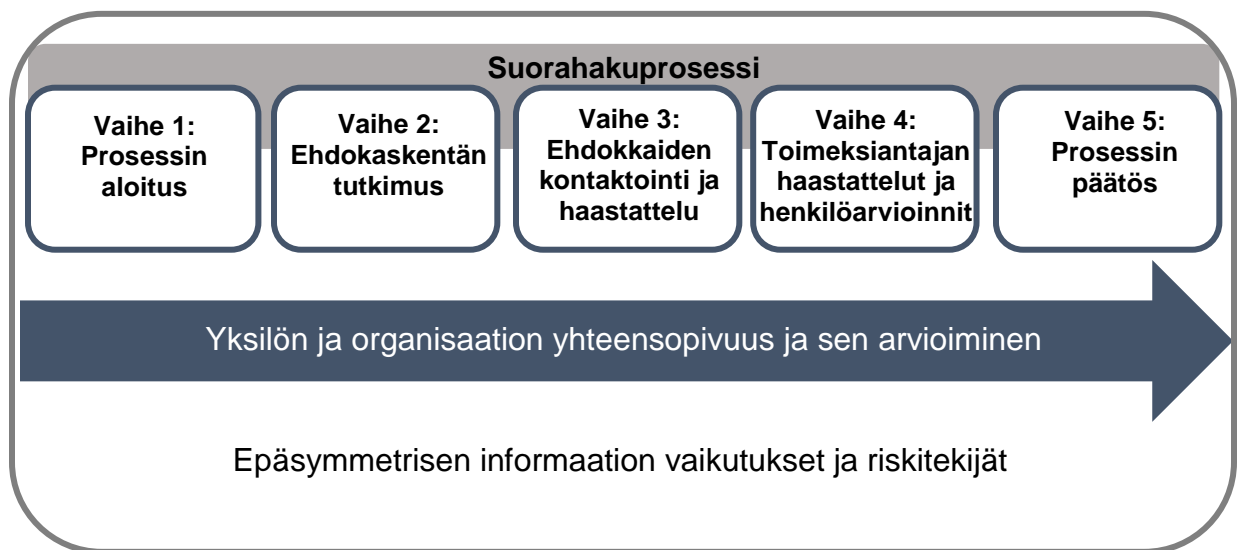 Suorahakuprosessi
Vaihe 1:
Prosessin
aloitus
Vaihe 2:
Ehdokaskentän
tutkimus
Vaihe 3:
Ehdokkaiden
kontaktointi ja
haastattelu
Vaihe 4:
Toimeksiantajan
haastattelut ja
henkilöarvioinnit
Vaihe 5:
Prosessin
päätös
Yksilön ja organisaation yhteensopivuus ja sen arvioiminen
Epäsymmetrisen informaation vaikutukset ja riskitekijät